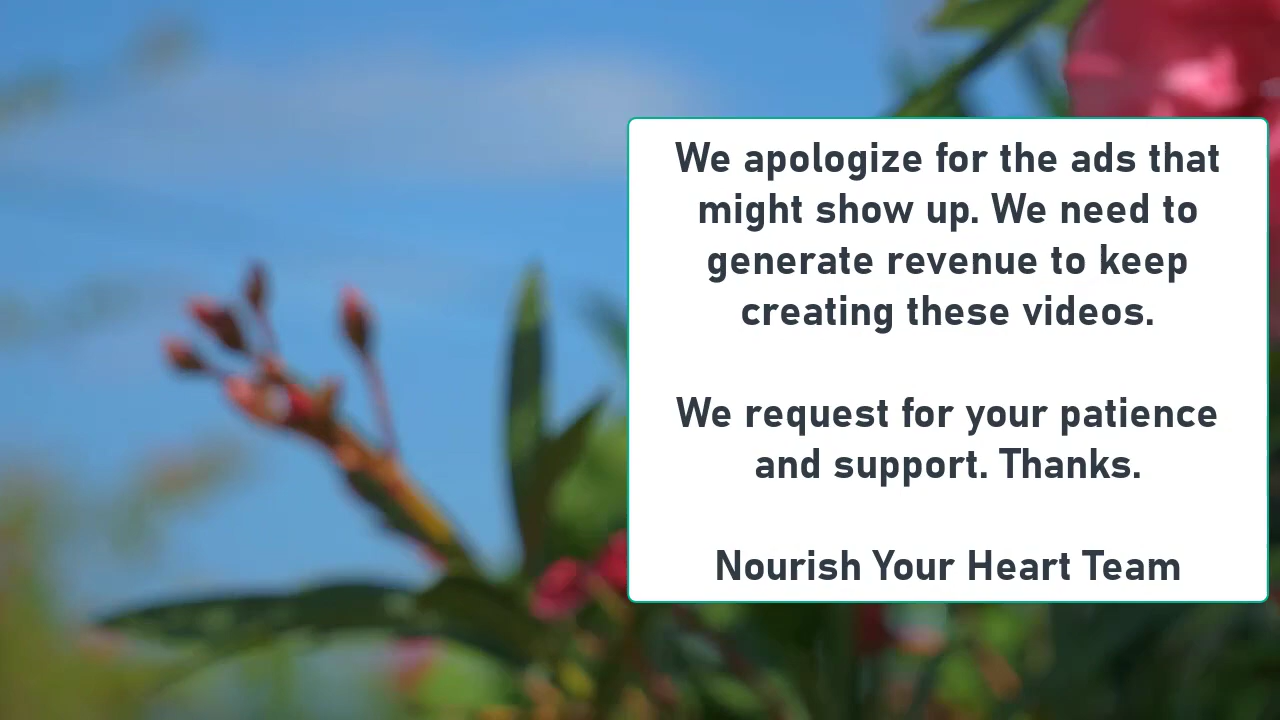 We apologize for the ads that
might show up. We need to
generate revenue to keep
creating these videos.
We request for your patience
and support. Thanks.
Nourish Your Heart Team